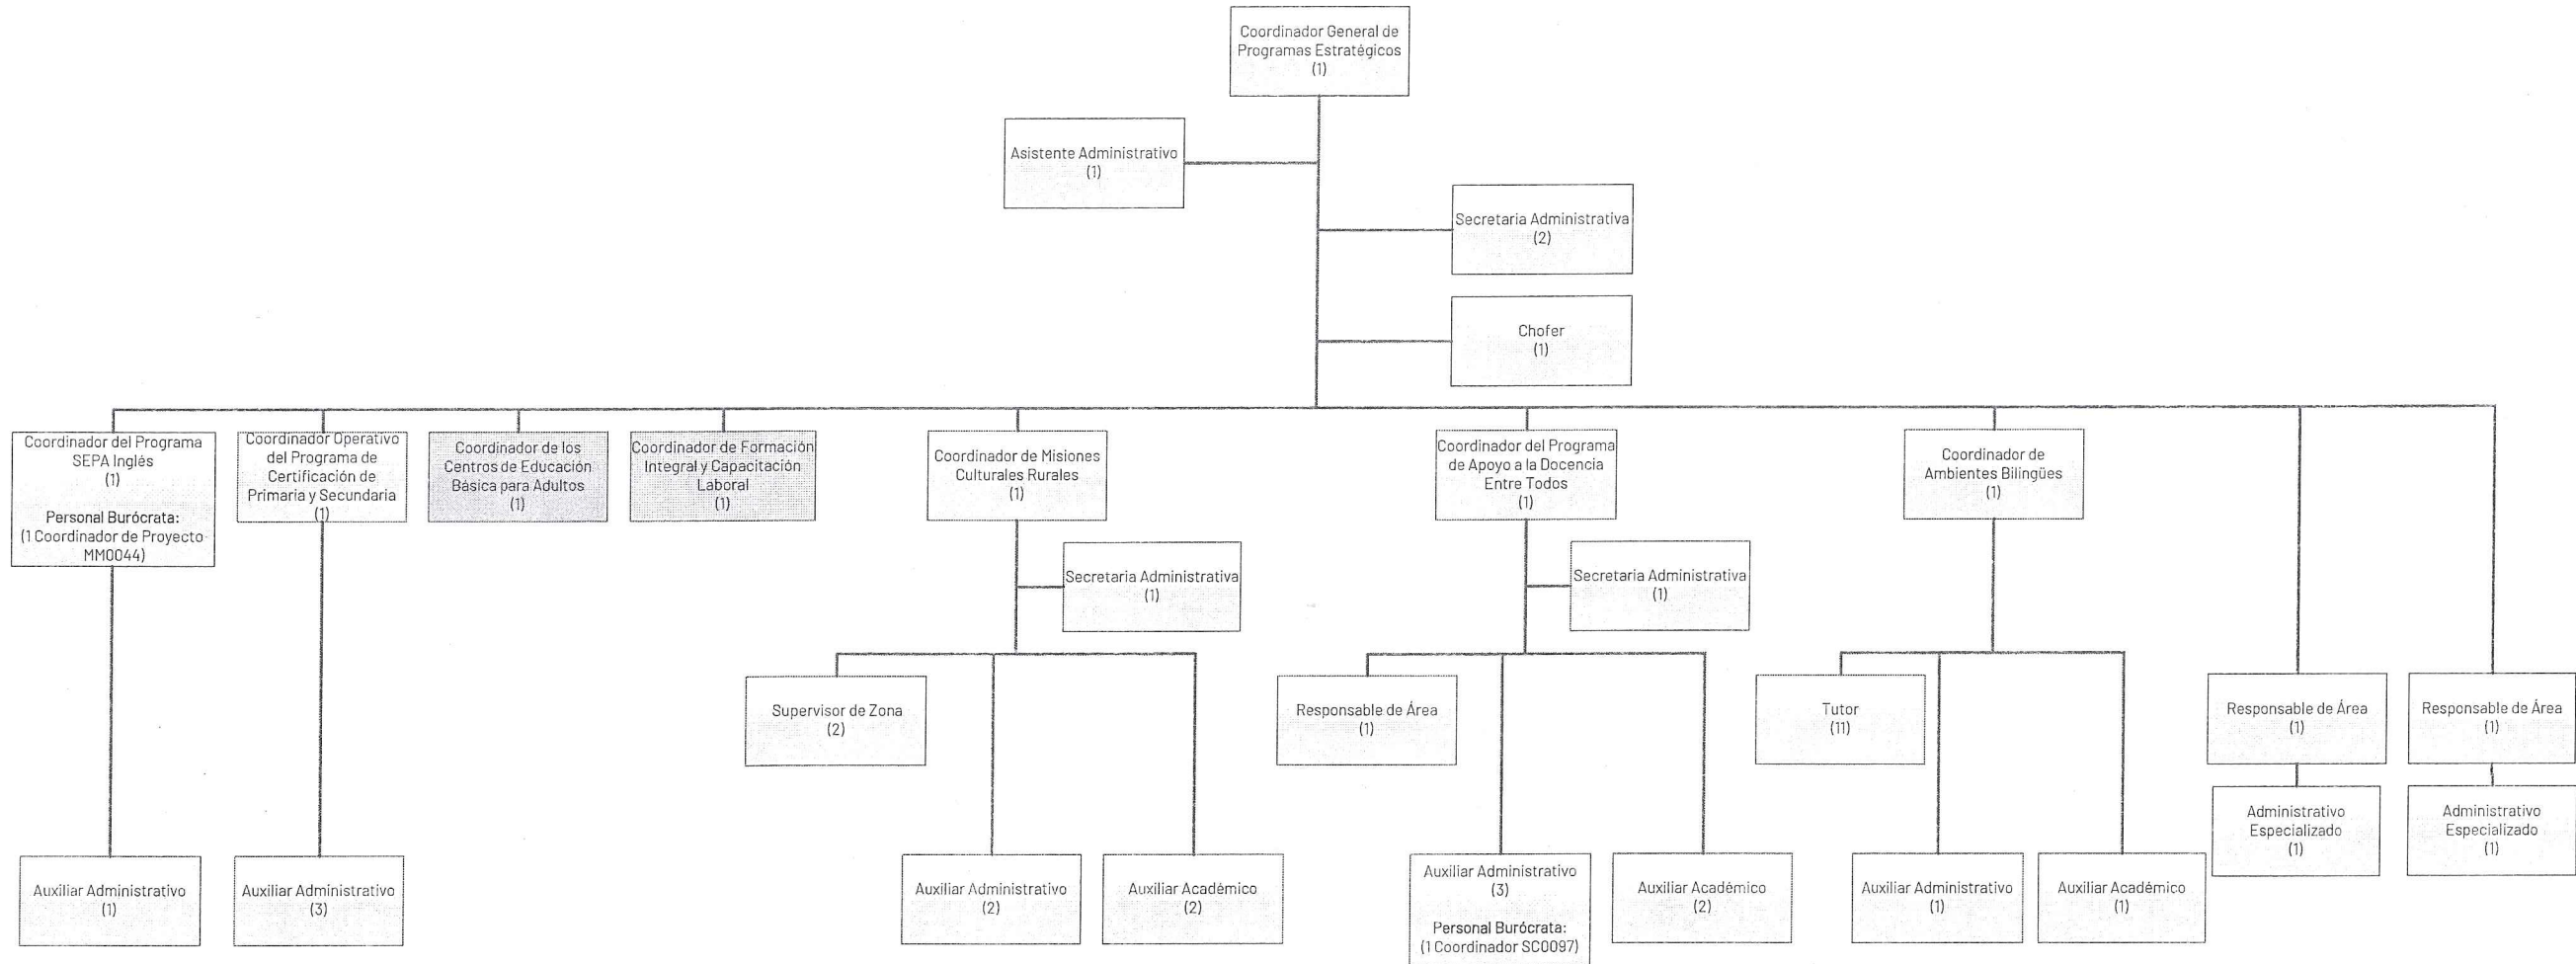 Coordinador General de
Programas Estratégicos
(1)
Asistente Administrativo
(1)
Secretaria Administrativa
(2)
Chofer
(1)
Coordinador del Programa
SEPA Inglés
(1)
Personal Burócrata:
(1 Coordinador de Proyecto
MM0044)
Coordinador Operativo
del Programa de
Certificación de
Primaria y Secundaria
(1)
Coordinador de los
Centros de Educación
Básica para Adultos
(1)
Coordinador de Formación
Integral y Capacitación
Laboral
(1)
Coordinador de Misiones
Culturales Rurales
(1)
Coordinador del Programa
de Apoyo a la Docencia
Entre Todos
(1)
Coordinador de
Ambientes Bilingües
(1)
Secretaria Administrativa
(1)
Secretaria Administrativa
(1)
Supervisor de Zona
(2)
Responsable de Área
(1)
Tutor
(11)
Responsable de Área
(1)
Responsable de Área
(1)
Administrativo
Especializado
(1)
Administrativo
Especializado
(1)
Auxiliar Administrativo
(1)
Auxiliar Administrativo
(3)
Auxiliar Administrativo
(2)
Auxiliar Académico
(2)
Auxiliar Administrativo
(3)
Personal Burócrata:
(1 Coordinador SC0097)
Auxiliar Académico
(2)
Auxiliar Administrativo
(1)
Auxiliar Académico
(1)